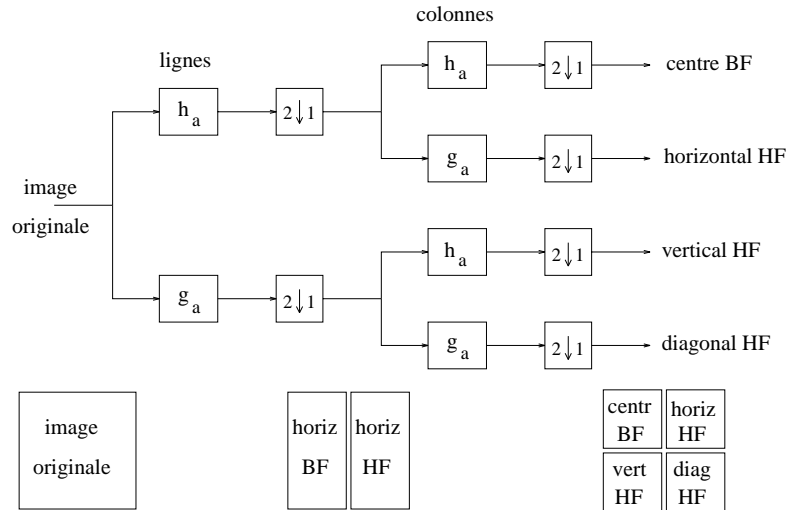 colonnes
lignes
h a
2↓1
centre BF
h a
2↓1
g a
2↓1
horizontal HF
image
originale
h a
2↓1
vertical HF
g a
2↓1
g a
2↓1
diagonal HF
image
originale
horiz
BF
horiz
HF
centr
BF
horiz
HF
vert
HF
diag
HF